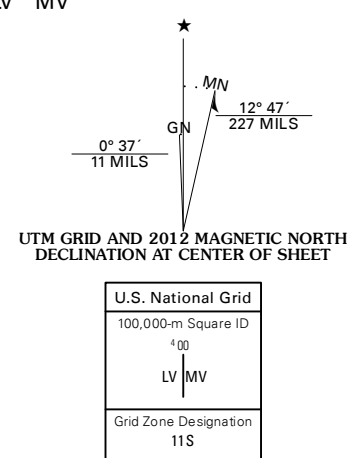 LV MV
★
MN
GN
12° 47´
227 MILS
0° 37´
11 MILS
UTM GRID AND 2012 MAGNETIC NORTH
DECLINATION AT CENTER OF SHEET
U.S. National Grid
100,000-m Square ID
⁴00
LV MV
Grid Zone Designation
11S